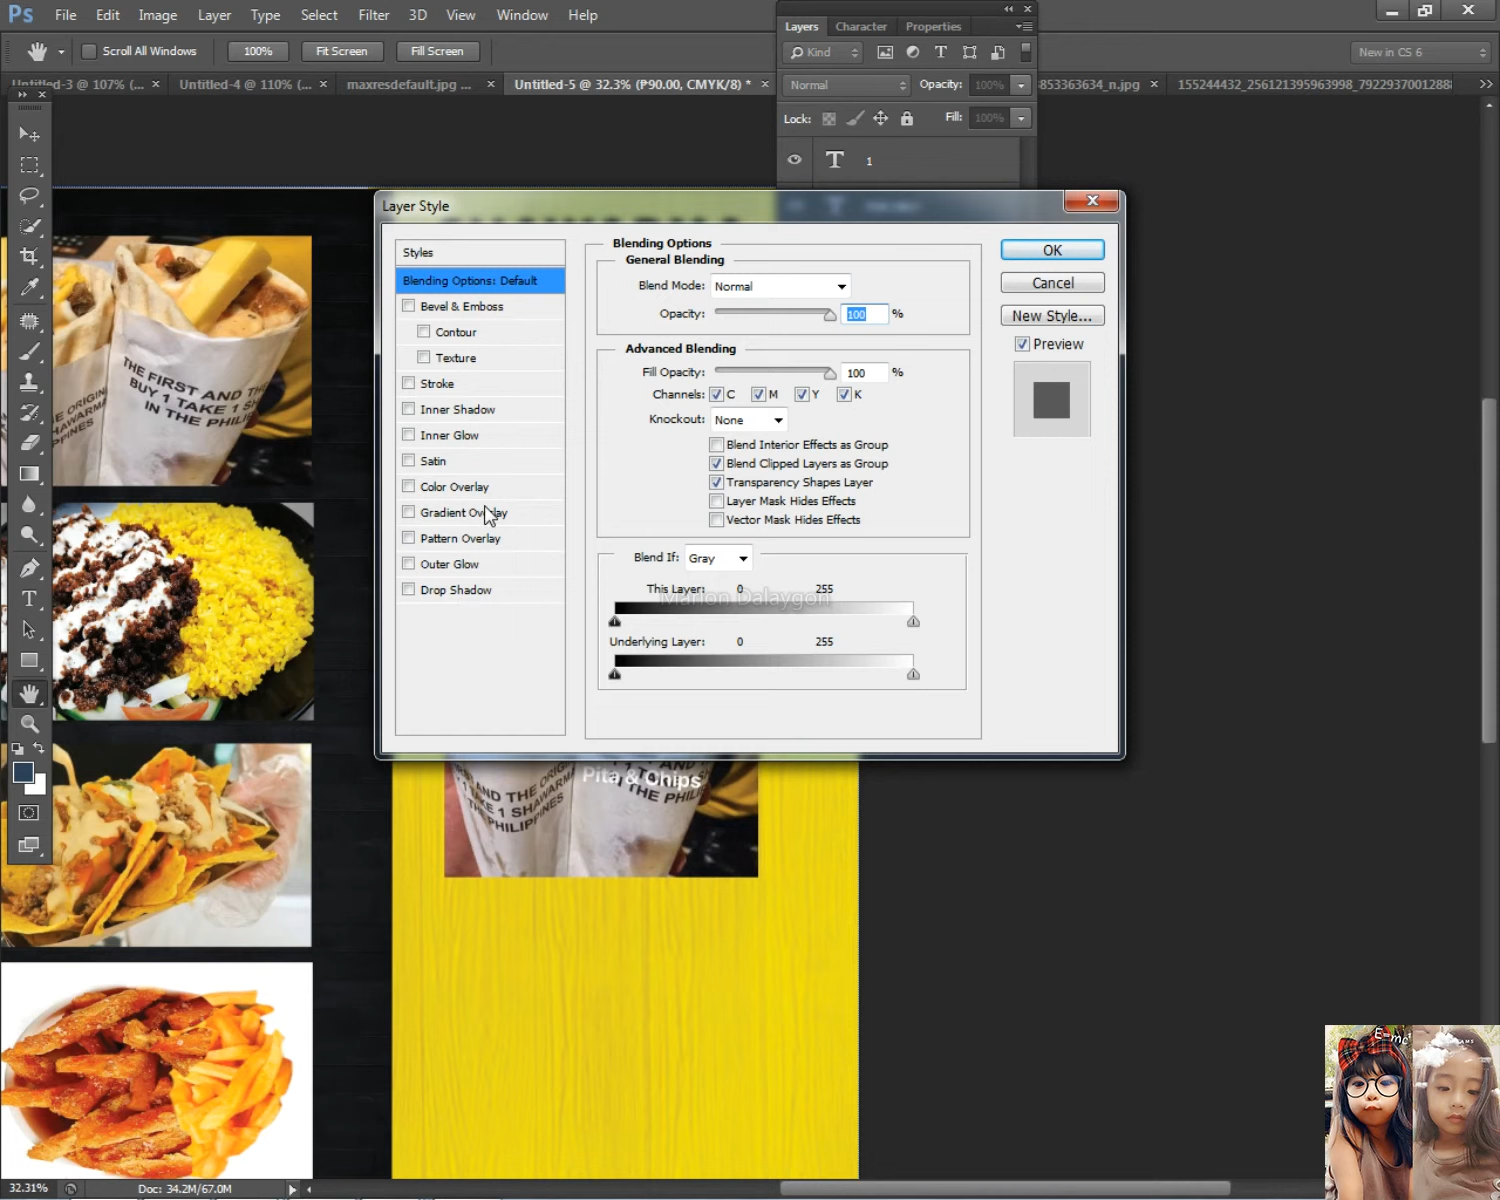 Ps File Edit Image Layer Type Select Filter 3D View Window Help
Scroll All Windows 100% Fit Screen Fill Screen
Untitled-3 @ 107% (... × Untitled-4 @ 110% (... × maxresdefault.jpg ... × Untitled-5 @ 32.3% (₱90.00, CMYK/8) * × 853363634_n.jpg × 155244432_256121395963998_79229370012888
Layers Character Properties
Kind
New in CS 6
Normal Opacity: 100%
Lock: Fill: 100%
T 1
Layer Style
Styles
Blending Options: Default
Bevel & Emboss
Contour
Texture
Stroke
Inner Shadow
Inner Glow
Satin
Color Overlay
Gradient Overlay
Pattern Overlay
Outer Glow
Drop Shadow
Blending Options
General Blending
Blend Mode: Normal
Opacity: 100 %
Advanced Blending
Fill Opacity: 100 %
Channels: C M Y K
Knockout: None
Blend Interior Effects as Group
Blend Clipped Layers as Group
Transparency Shapes Layer
Layer Mask Hides Effects
Vector Mask Hides Effects
Blend If: Gray
This Layer: 0 255
Marion Dalaygon
Underlying Layer: 0 255
OK
Cancel
New Style...
Preview
THE FIRST AND THE
BUY 1 TAKE 1 S
IN THE PHILI
Pita & Chips
AND THE ORIGI
1 TAKE 1 SHAWARM
PHILIPPINES
THE PHILI
E=mc²
32.31% Doc: 34.2M/67.0M